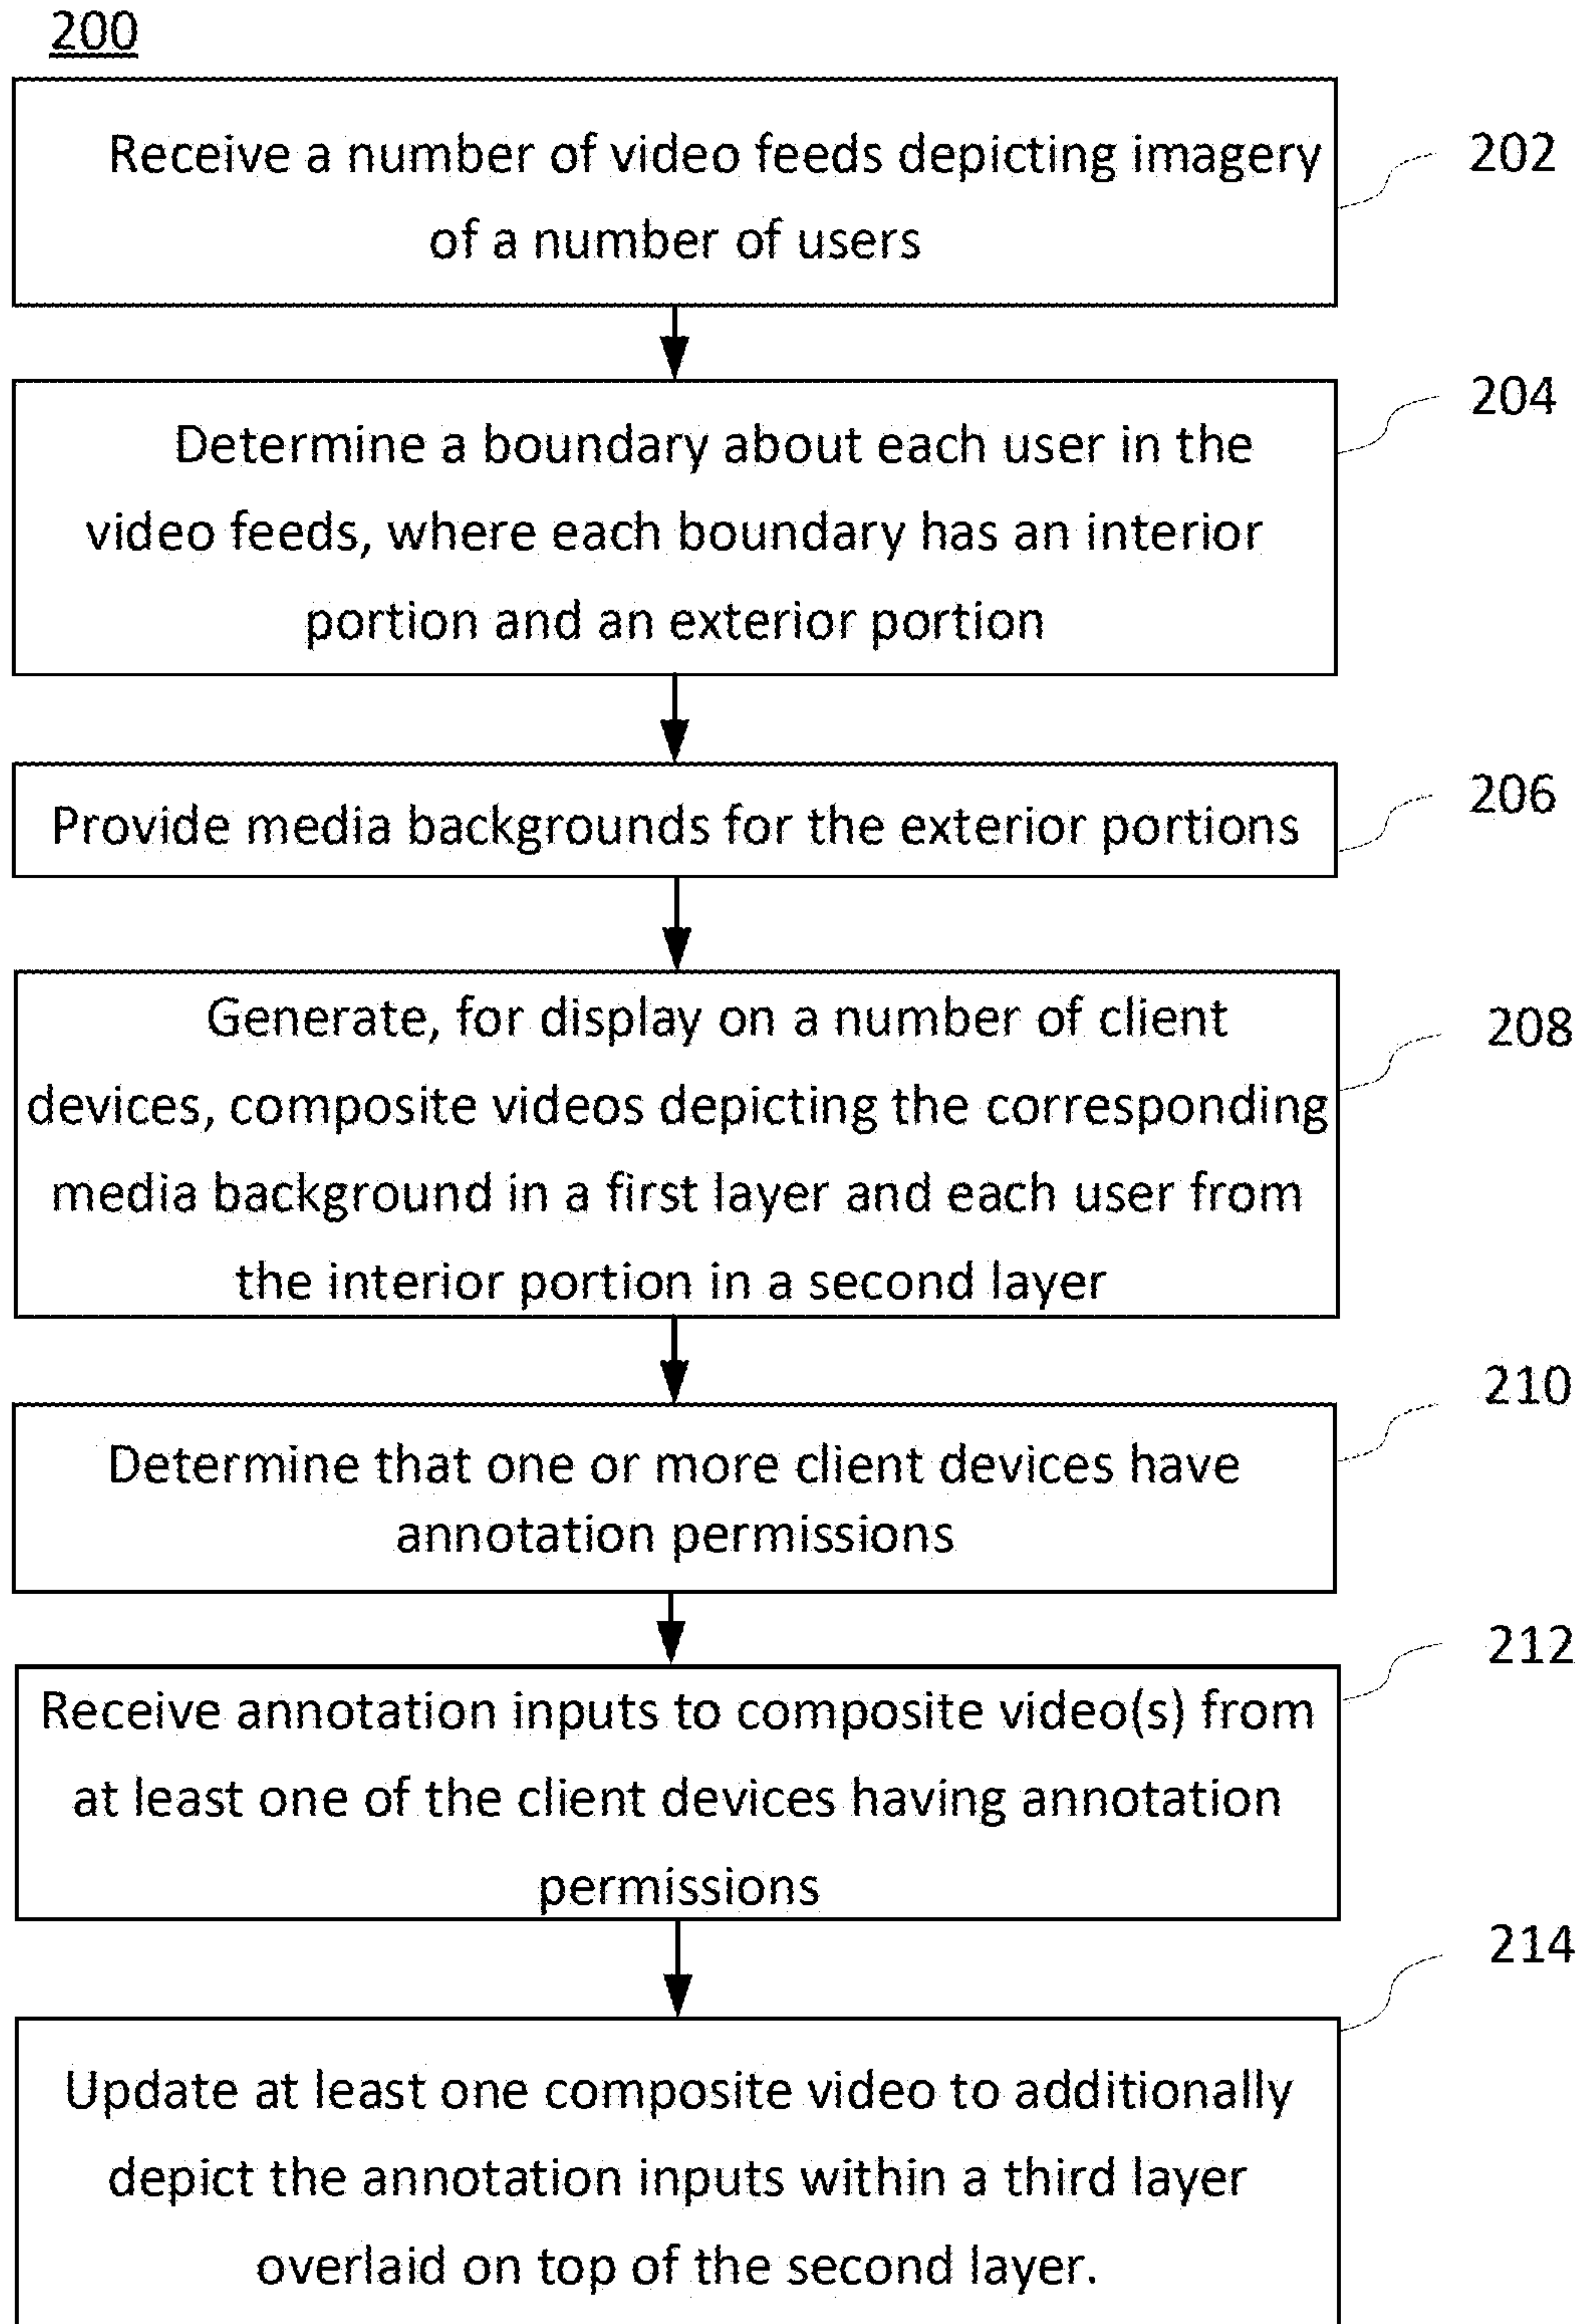 200
Receive a number of video feeds depicting imagery
of a number of users
202
Determine a boundary about each user in the
video feeds, where each boundary has an interior
portion and an exterior portion
204
Provide media backgrounds for the exterior portions
206
Generate, for display on a number of client
devices, composite videos depicting the corresponding
media background in a first layer and each user from
the interior portion in a second layer
208
Determine that one or more client devices have
annotation permissions
210
Receive annotation inputs to composite video(s) from
at least one of the client devices having annotation
permissions
212
Update at least one composite video to additionally
depict the annotation inputs within a third layer
overlaid on top of the second layer.
214